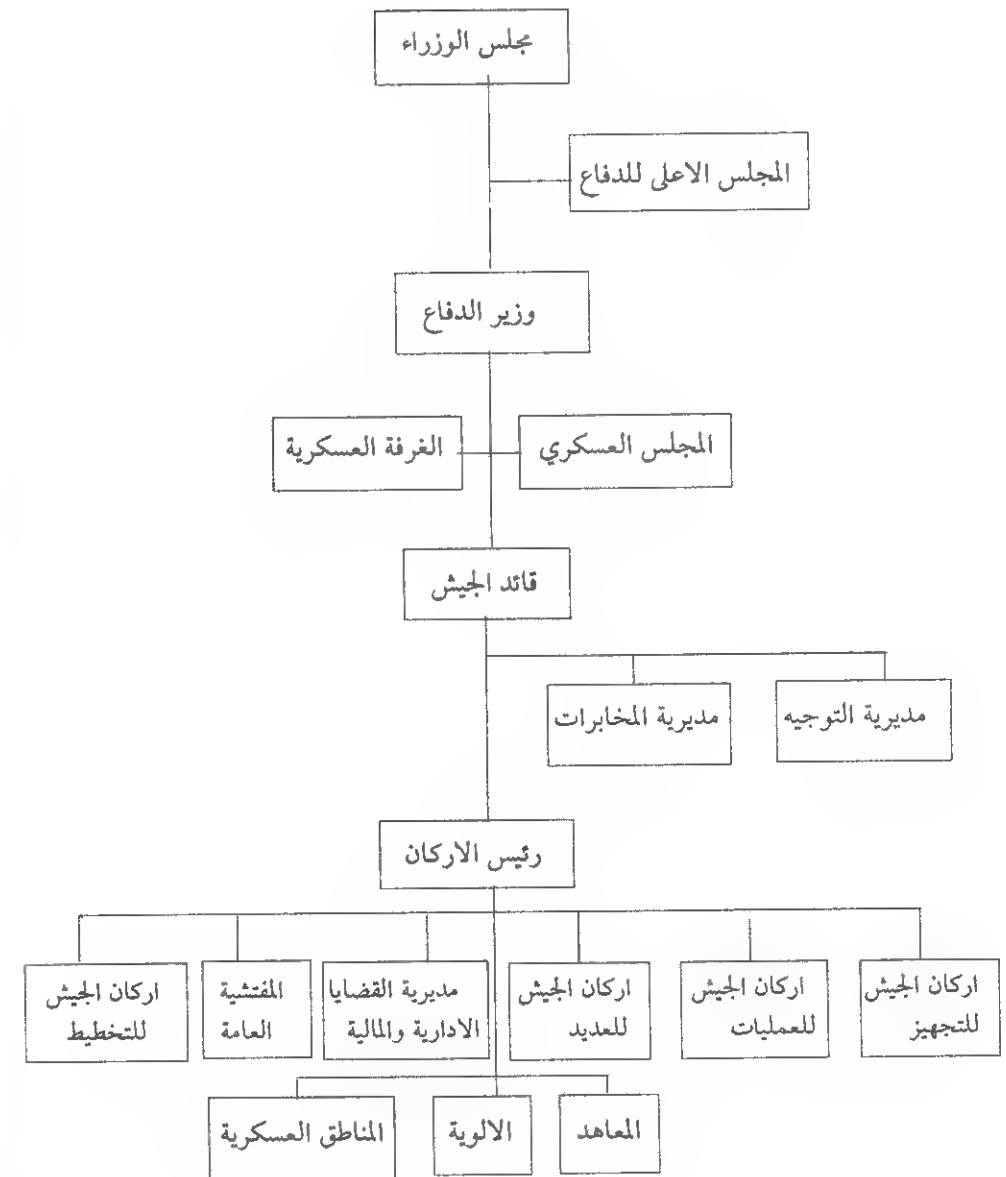 مجلس الوزراء
المجلس الاعلى للدفاع
وزير الدفاع
المجلس العسكري
الغرفة العسكرية
قائد الجيش
مديرية التوجيه
مديرية المخابرات
رئيس الاركان
اركان الجيش
للتجهيز
اركان الجيش
للعمليات
اركان الجيش
للعديد
مديرية القضايا
الادارية والمالية
المفتشية
العامة
اركان الجيش
للتخطيط
المعاهد
الالوية
المناطق العسكرية